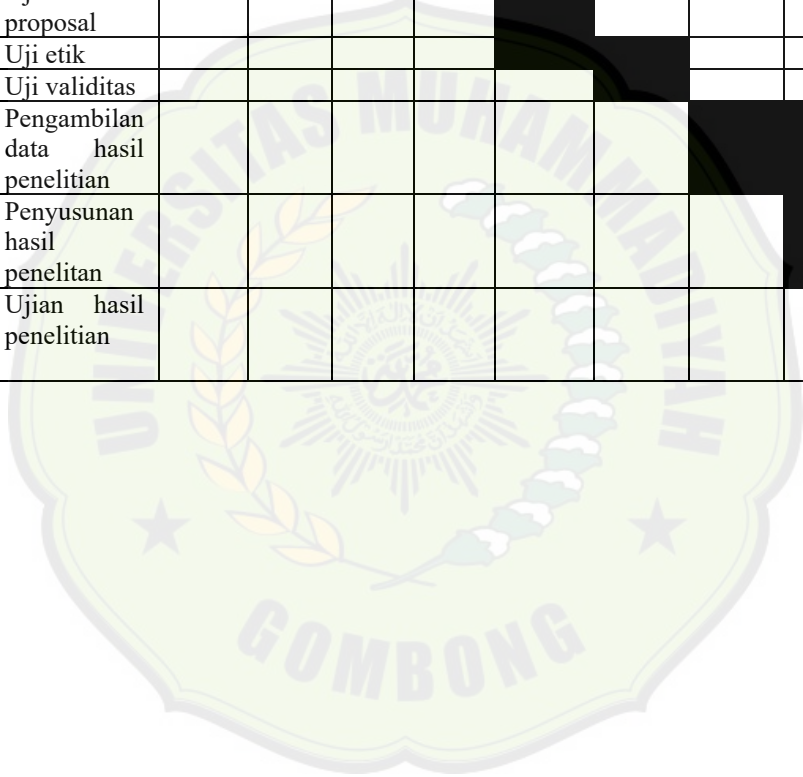 proposal
Uji etik
Uji validitas
Pengambilan
data hasil
penelitian
Penyusunan
hasil
penelitan
Ujian hasil
penelitian
UNIVERSITAS MUHAMMADIYAH
GOMBONG